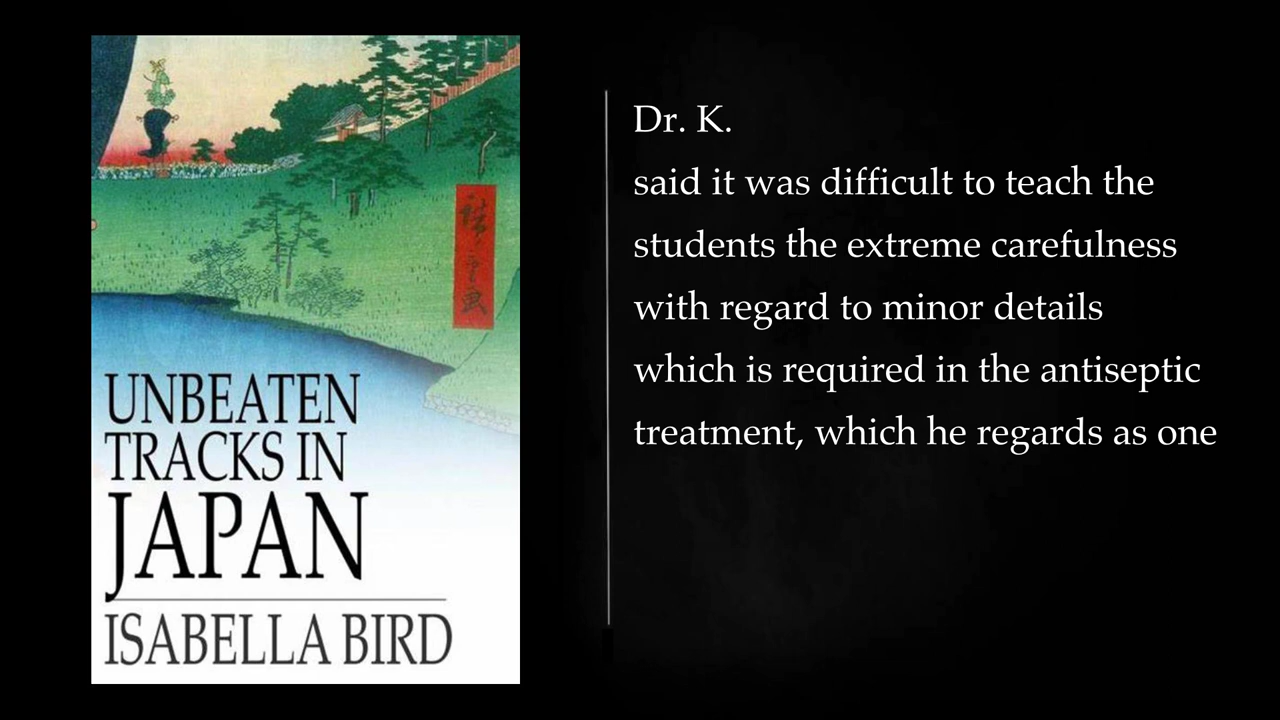 UNBEATEN
TRACKS IN
JAPAN
ISABELLA BIRD
Dr. K.
said it was difficult to teach the
students the extreme carefulness
with regard to minor details
which is required in the antiseptic
treatment, which he regards as one